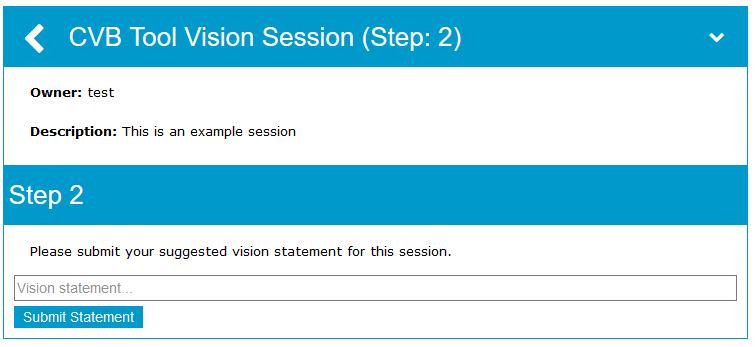 CVB Tool Vision Session (Step: 2)
Owner: test
Description: This is an example session
Step 2
Please submit your suggested vision statement for this session.
Vision statement...
Submit Statement